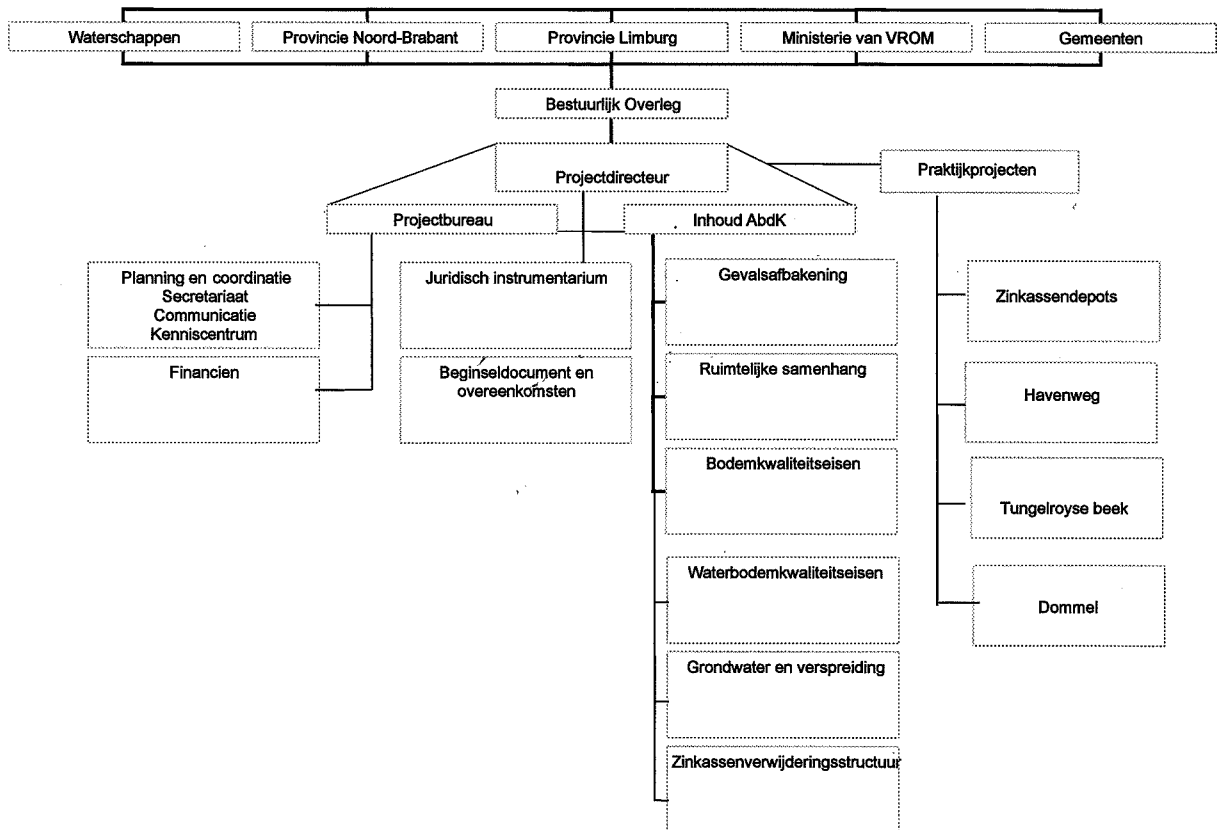 Waterschappen
Provincie Noord-Brabant
Provincie Limburg
Ministerie van VROM
Gemeenten
Bestuurlijk Overleg
Projectdirecteur
Praktijkprojecten
Projectbureau
Inhoud AbdK
Planning en coordinatie
Secretariaat
Communicatie
Kenniscentrum
Financien
Juridisch instrumentarium
Beginseldocument en
overeenkomsten
Gevalsafbakening
Ruimtelijke samenhang
Bodemkwaliteitseisen
Waterbodemkwaliteitseisen
Grondwater en verspreiding
Zinkassenverwijderingsstructuur
Zinkassendepots
Havenweg
Tungelroyse beek
Dommel